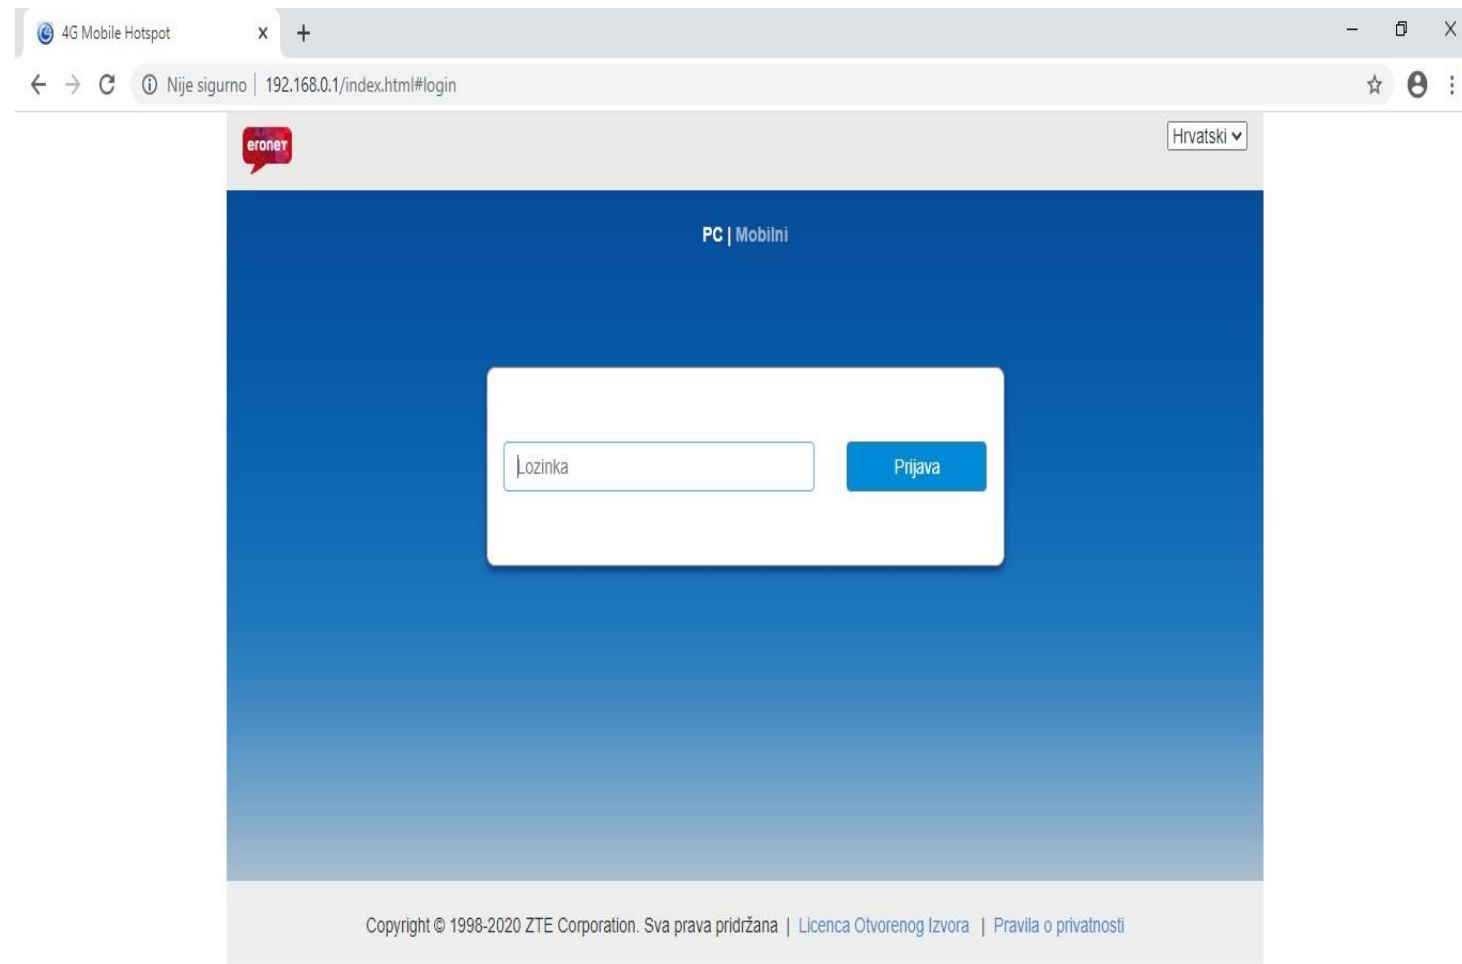 4G Mobile Hotspot
Nije sigurno | 192.168.0.1/index.html#login
eronet
Hrvatski
PC | Mobilni
Lozinka
Prijava
Copyright © 1998-2020 ZTE Corporation. Sva prava pridržana | Licenca Otvorenog Izvora | Pravila o privatnosti